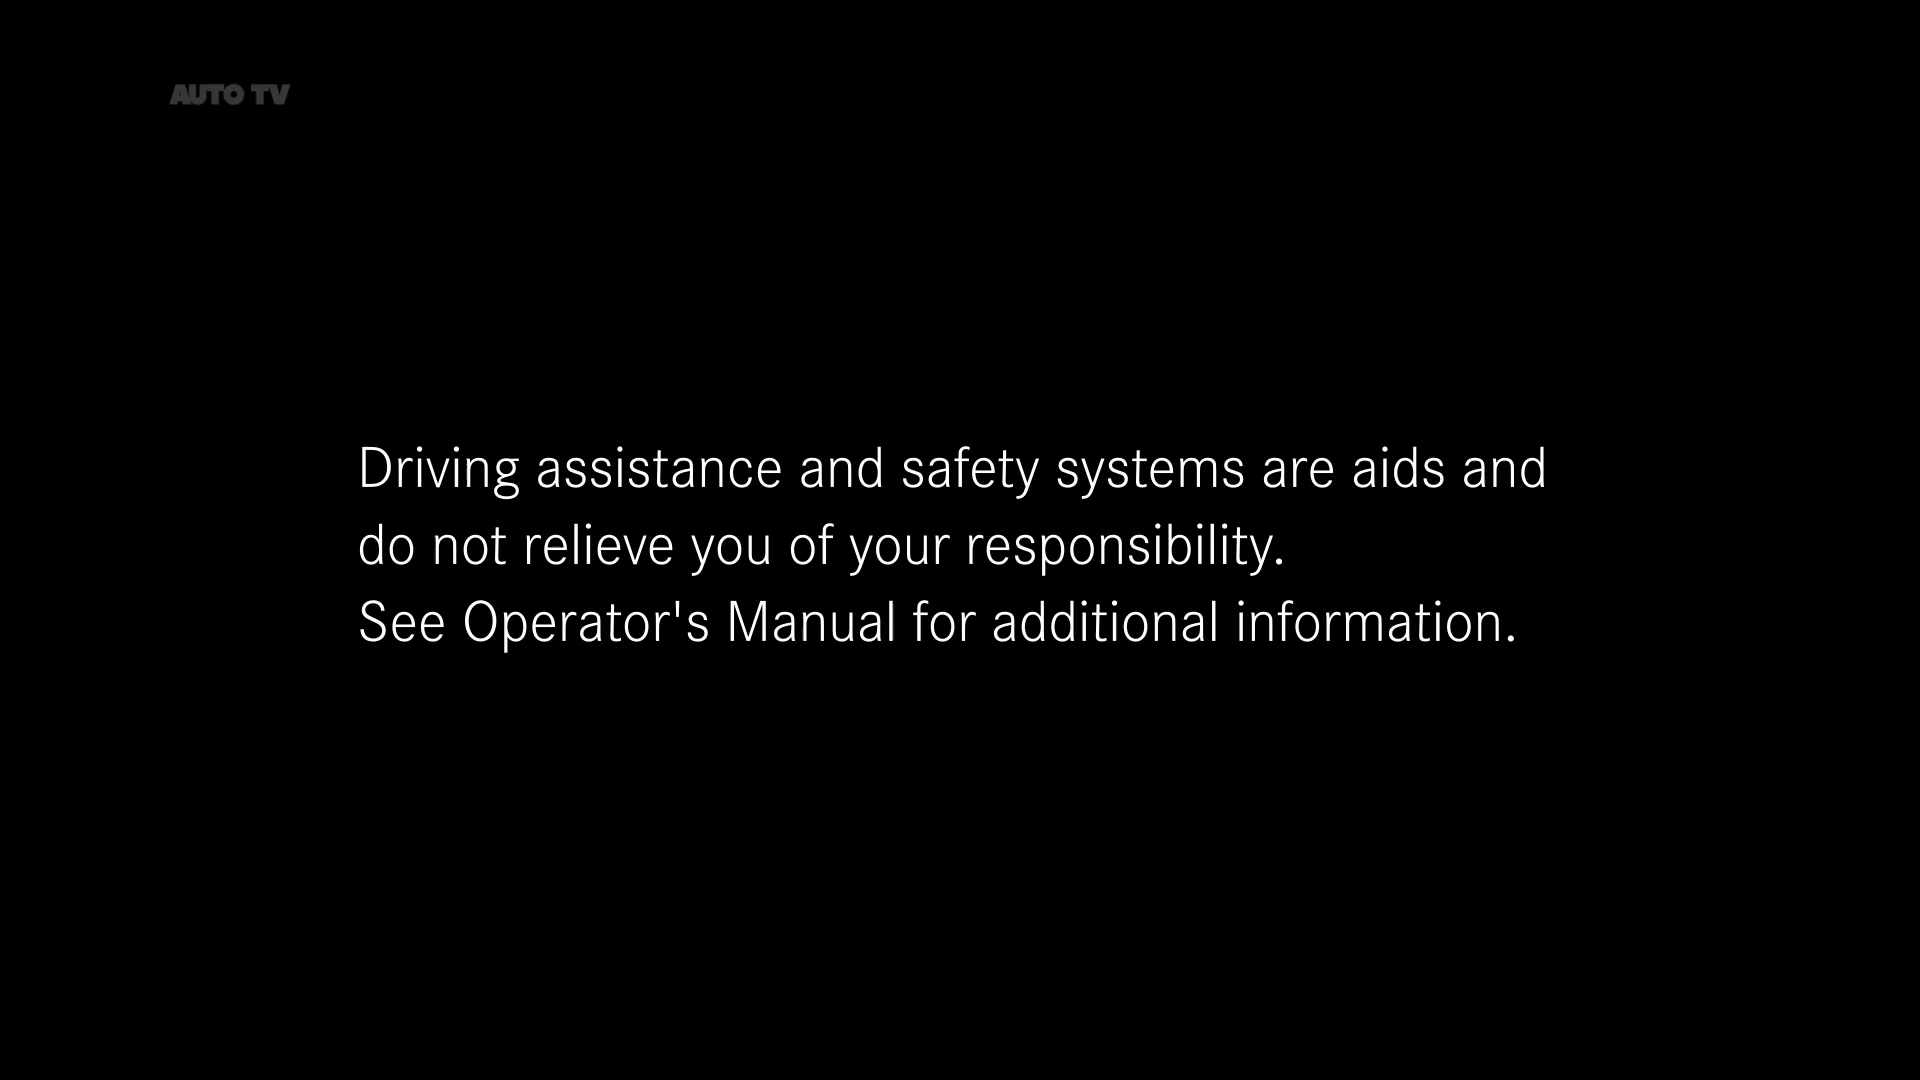 AUTO TV
Driving assistance and safety systems are aids and
do not relieve you of your responsibility.
See Operator's Manual for additional information.